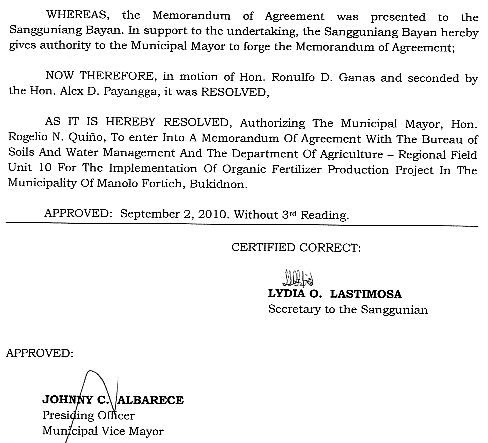 WHEREAS, the Memorandum of Agreement was presented to the
Sangguniang Bayan. In support to the undertaking, the Sangguniang Bayan hereby
gives authority to the Municipal Mayor to forge the Memorandum of Agreement;
NOW THEREFORE, in motion of Hon. Ronulfo D. Ganas and seconded by
the Hon. Alex D. Payangga, it was RESOLVED,
AS IT IS HEREBY RESOLVED, Authorizing The Municipal Mayor, Hon.
Rogelio N. Quiño, To enter Into A Memorandum Of Agreement With The Bureau of
Soils And Water Management And The Department Of Agriculture – Regional Field
Unit 10 For The Implementation Of Organic Fertilizer Production Project In The
Municipality Of Manolo Fortich, Bukidnon.
APPROVED: September 2, 2010. Without 3rd Reading.
CERTIFIED CORRECT:
LYDIA O. LASTIMOSA
Secretary to the Sanggunian
APPROVED:
JOHNNY C. ALBARECE
Presiding Officer
Municipal Vice Mayor